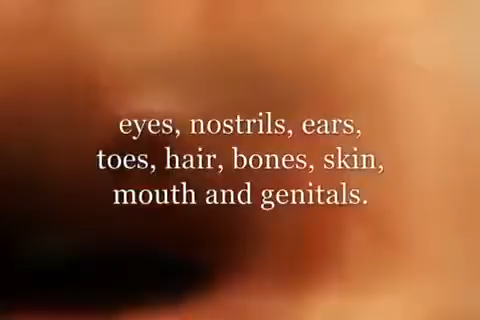 eyes, nostrils, ears,
toes, hair, bones, skin,
mouth and genitals.